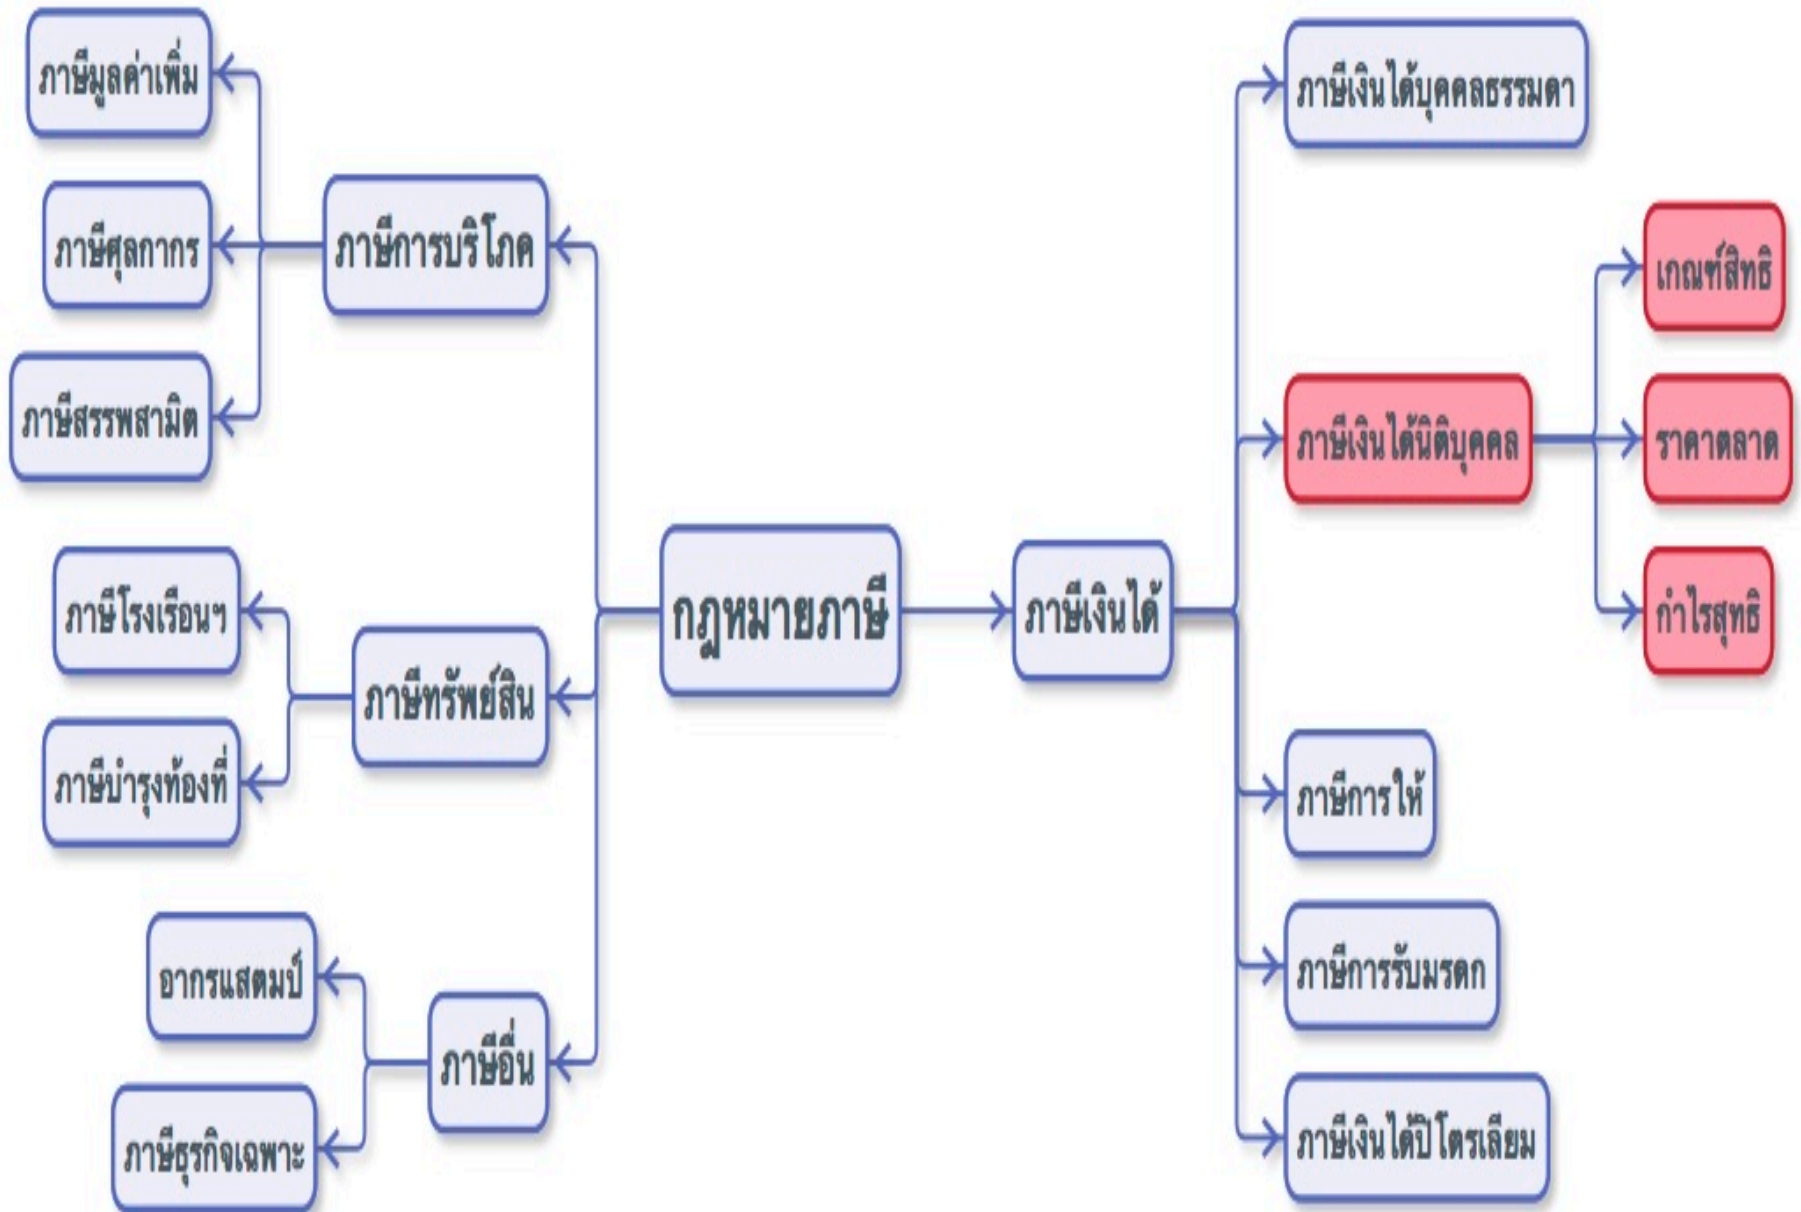 ภาษีมูลค่าเพิ่ม
ภาษีศุลกากร
ภาษีสรรพสามิต
ภาษีการบริโภค
ภาษีโรงเรือนฯ
ภาษีบำรุงท้องที่
ภาษีทรัพย์สิน
อากรแสตมป์
ภาษีธุรกิจเฉพาะ
ภาษีอื่น
กฎหมายภาษี
ภาษีเงินได้
ภาษีเงินได้บุคคลธรรมดา
ภาษีเงินได้นิติบุคคล
เกณฑ์สิทธิ
ราคาตลาด
กำไรสุทธิ
ภาษีการให้
ภาษีการรับมรดก
ภาษีเงินได้ปิโตรเลียม